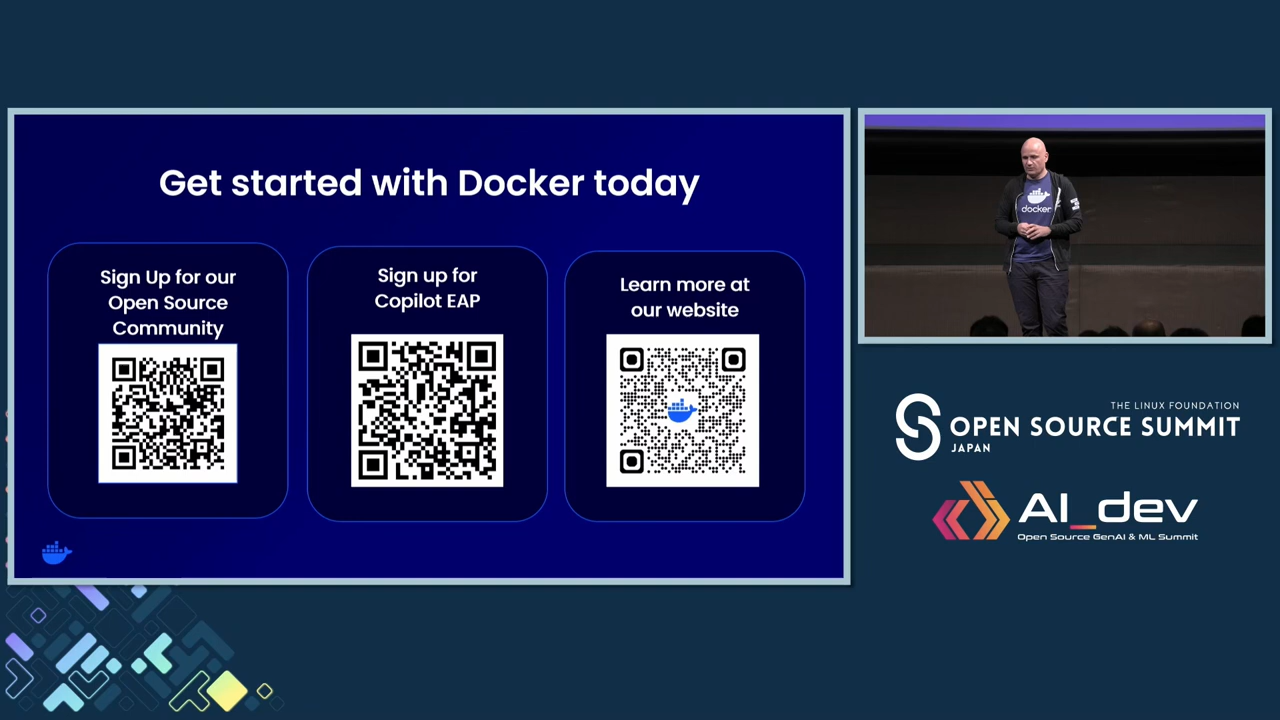 Get started with Docker today
Sign Up for our
Open Source
Community
Sign up for
Copilot EAP
Learn more at
our website
docker
THE LINUX FOUNDATION
OPEN SOURCE SUMMIT
JAPAN
AI_dev
Open Source GenAI & ML Summit